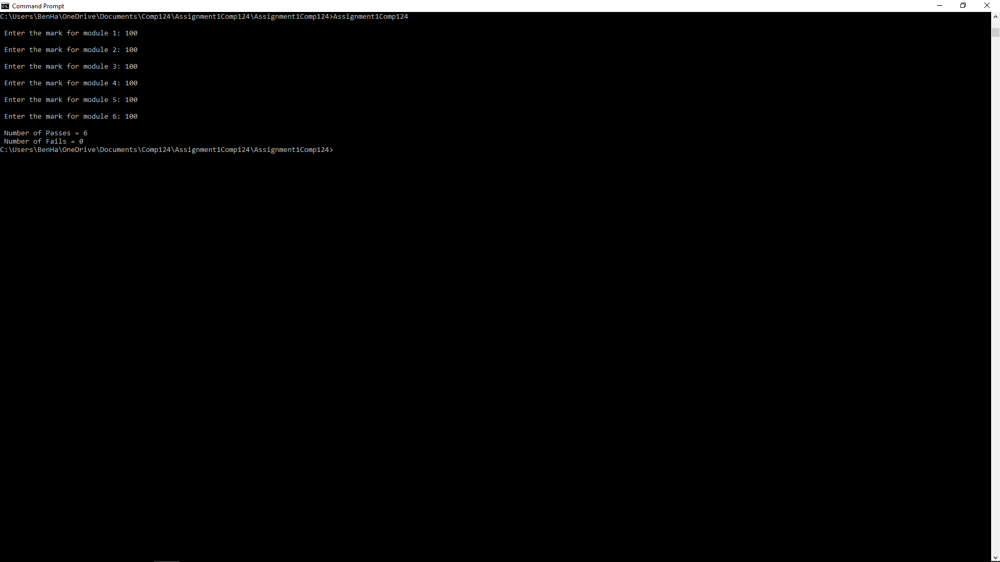 Command Prompt
C:\Users\BenHa\OneDrive\Documents\Comp124\Assignment1Comp124\Assignment1Comp124>Assignment1Comp124
Enter the mark for module 1: 100
Enter the mark for module 2: 100
Enter the mark for module 3: 100
Enter the mark for module 4: 100
Enter the mark for module 5: 100
Enter the mark for module 6: 100
Number of Passes = 6
Number of Fails = 0
C:\Users\BenHa\OneDrive\Documents\Comp124\Assignment1Comp124\Assignment1Comp124>